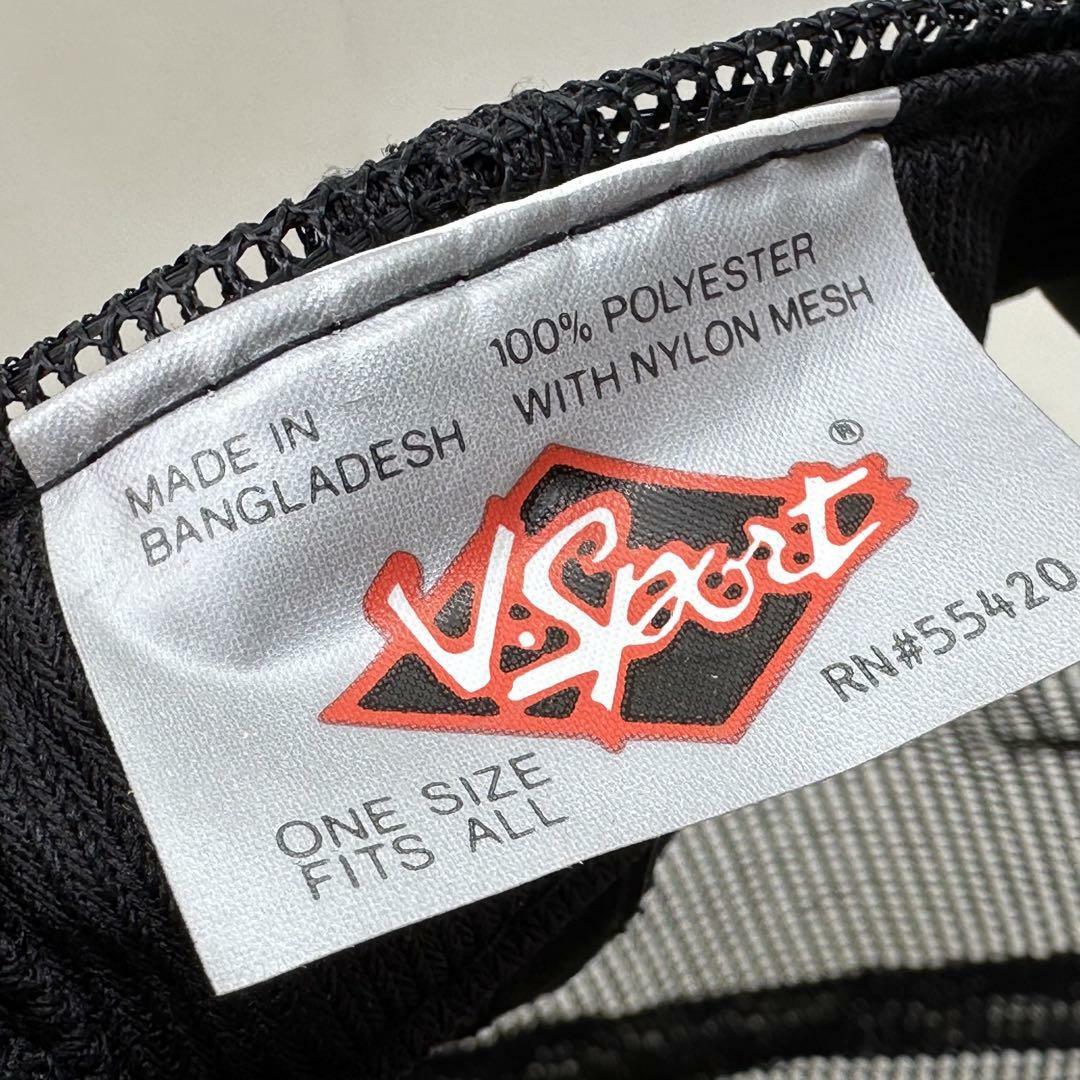 MADE IN
BANGLADESH
100% POLYESTER
WITH NYLON MESH
®
V.Sport
RN#55420
ONE SIZE
FITS ALL